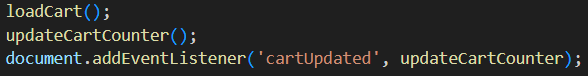 loadCart();
updateCartCounter();
document.addEventListener('cartUpdated', updateCartCounter);